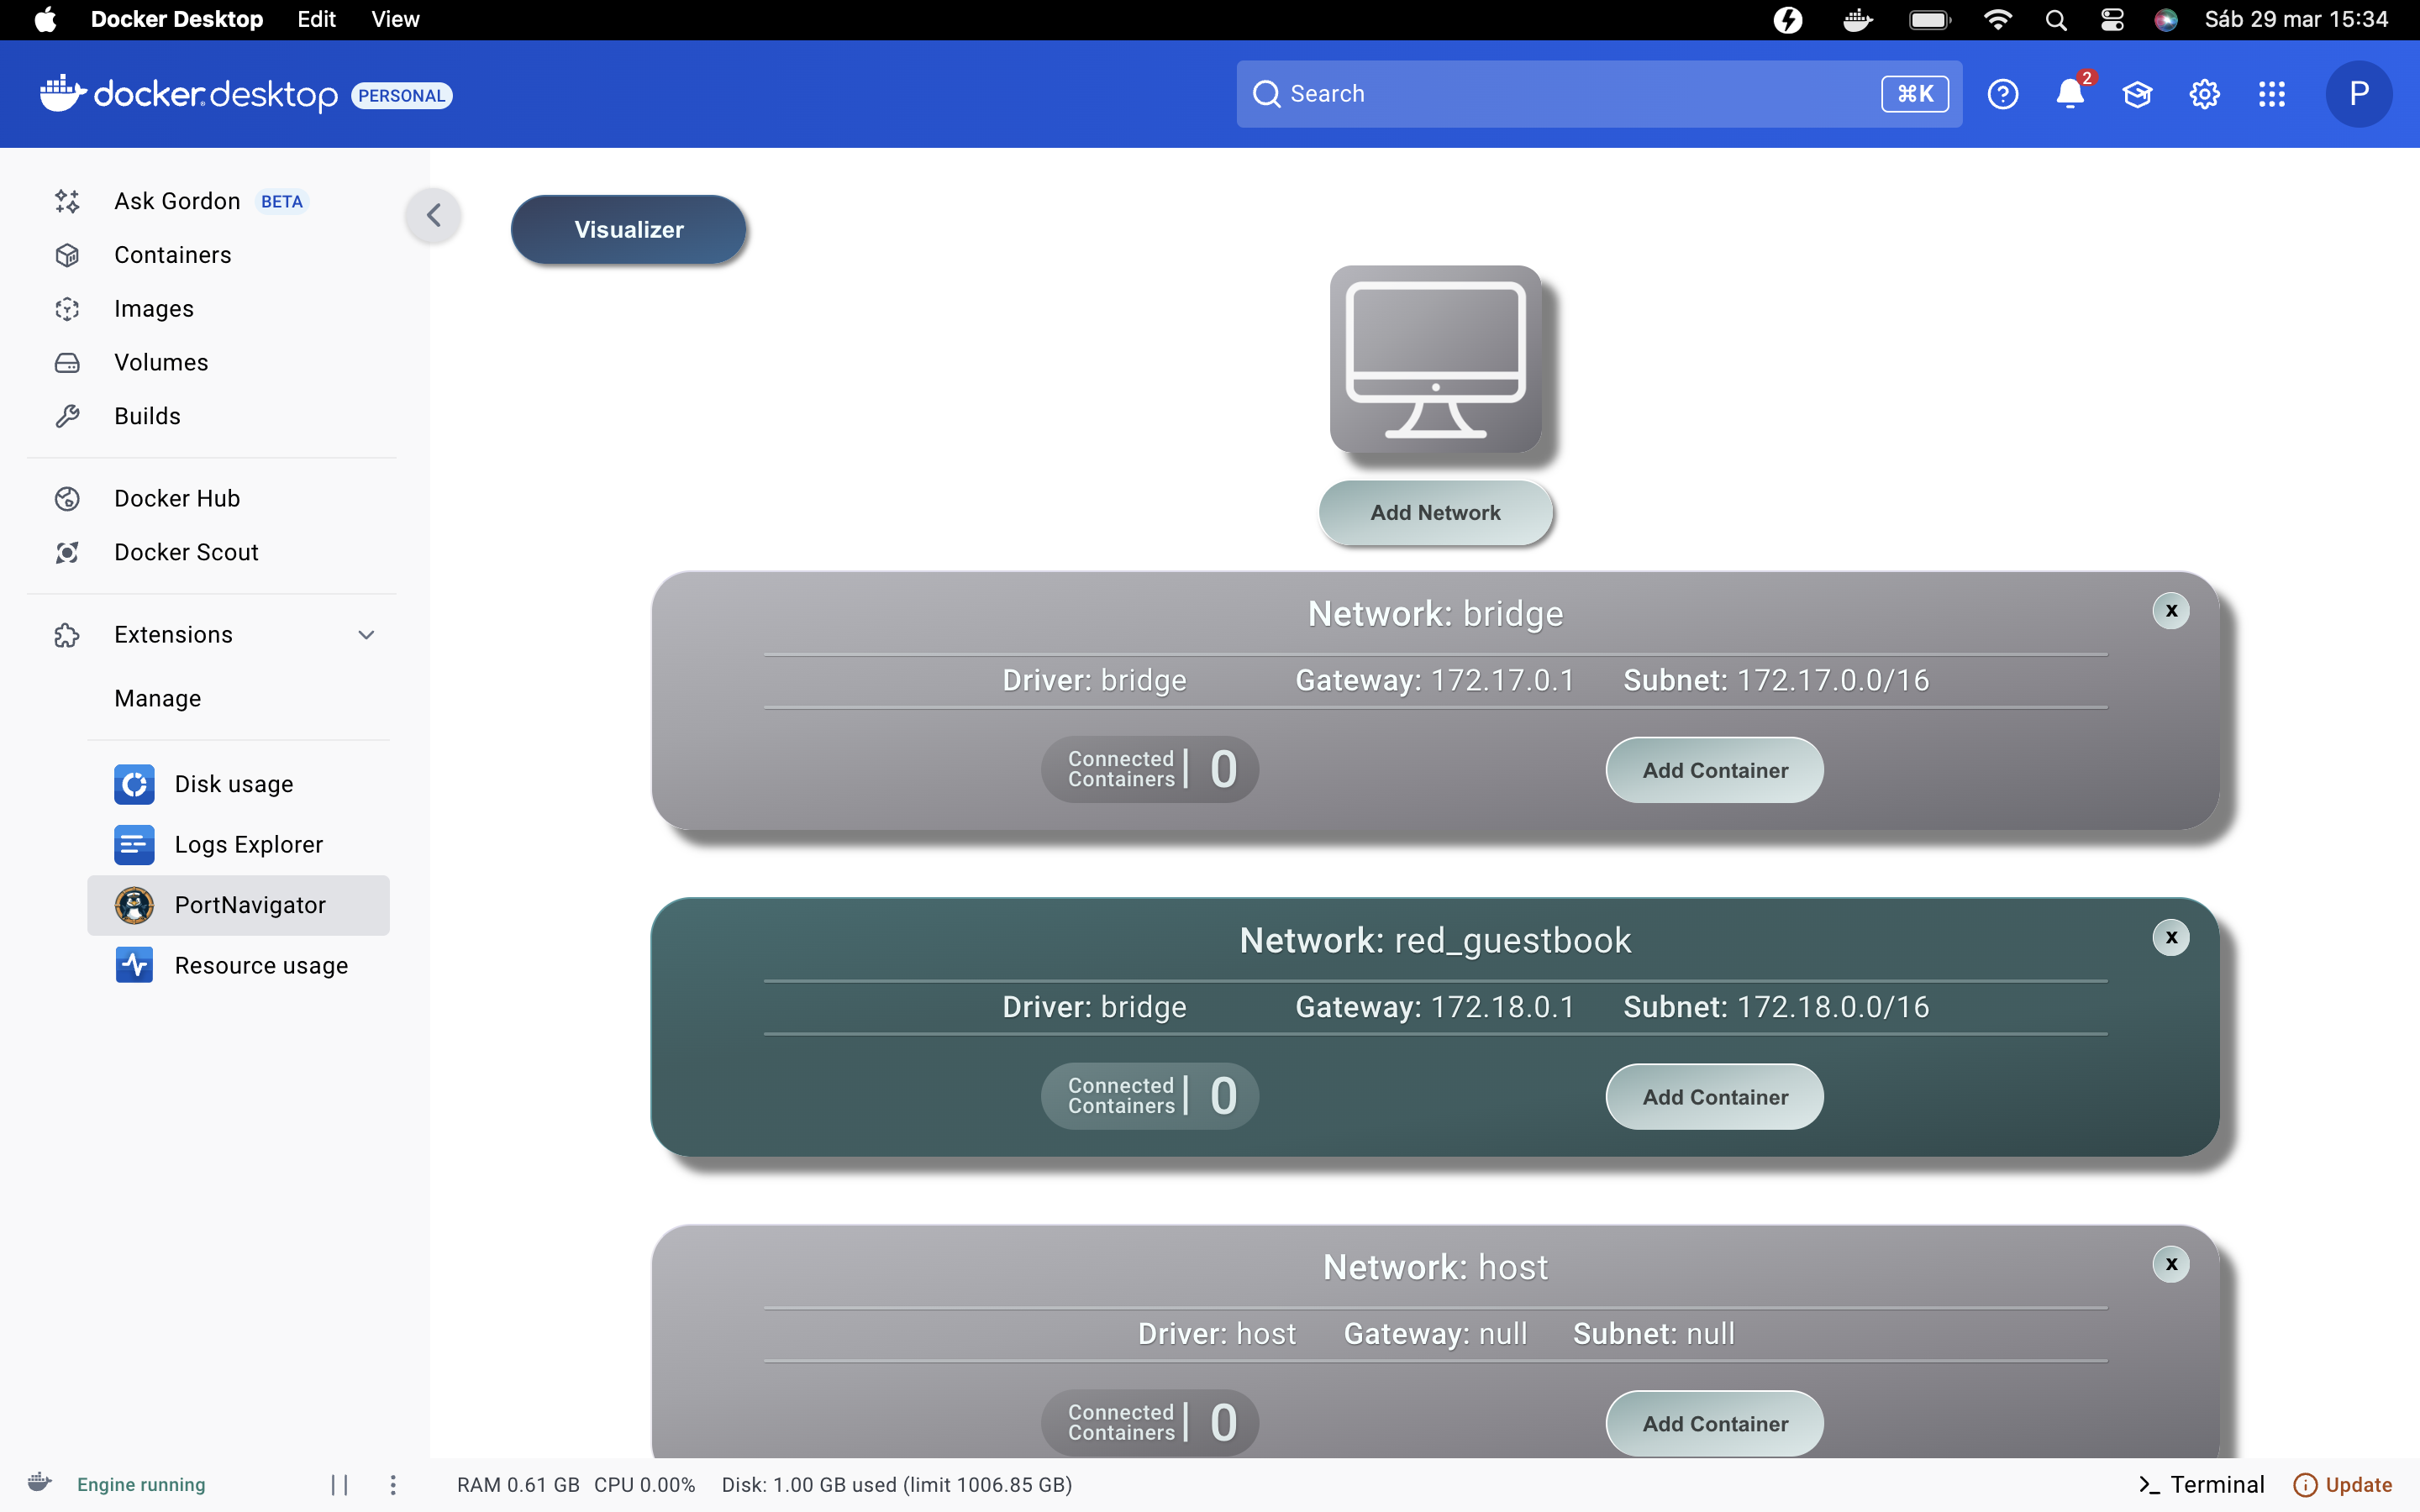 Docker Desktop Edit View Sáb 29 mar 15:34
docker desktop PERSONAL Search ⌘K 2 P
Ask Gordon BETA
Containers
Images
Volumes
Builds
Docker Hub
Docker Scout
Extensions
Manage
Disk usage
Logs Explorer
PortNavigator
Resource usage
Visualizer
Add Network
Network: bridge x
Driver: bridge Gateway: 172.17.0.1 Subnet: 172.17.0.0/16
Connected
Containers | 0
Add Container
Network: red_guestbook x
Driver: bridge Gateway: 172.18.0.1 Subnet: 172.18.0.0/16
Connected
Containers | 0
Add Container
Network: host x
Driver: host Gateway: null Subnet: null
Connected
Containers | 0
Add Container
Engine running RAM 0.61 GB CPU 0.00% Disk: 1.00 GB used (limit 1006.85 GB) >_ Terminal Update